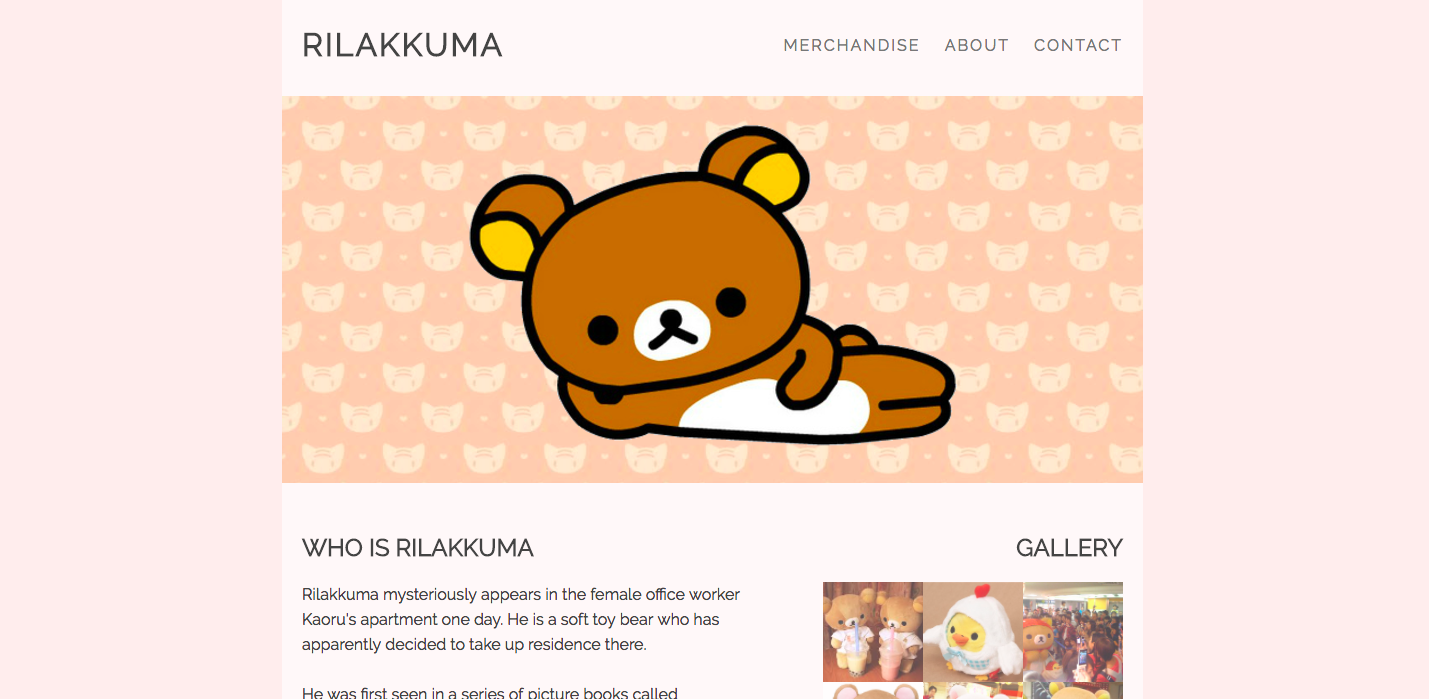 RILAKKUMA
MERCHANDISE ABOUT CONTACT
WHO IS RILAKKUMA
GALLERY
Rilakkuma mysteriously appears in the female office worker
Kaoru's apartment one day. He is a soft toy bear who has
apparently decided to take up residence there.
He was first seen in a series of picture books called